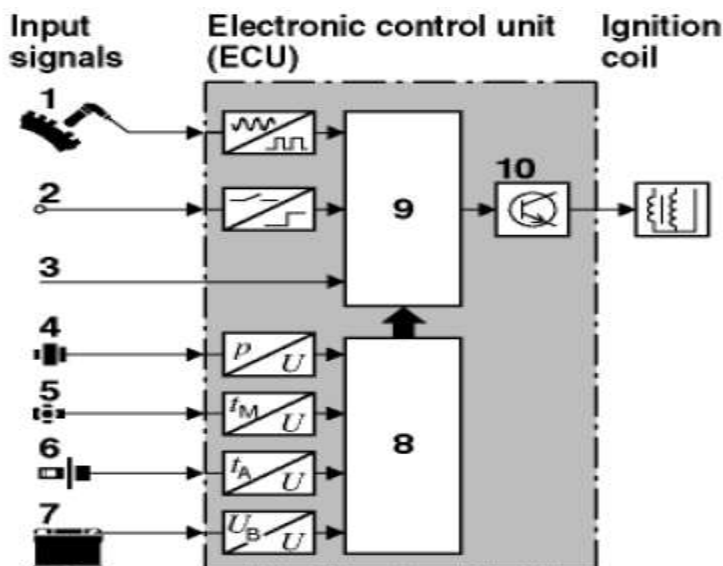 Input signals
Electronic control unit (ECU)
Ignition coil
1
2
3
4
5
6
7
p
U
tM
U
tA
U
UB
U
9
8
10